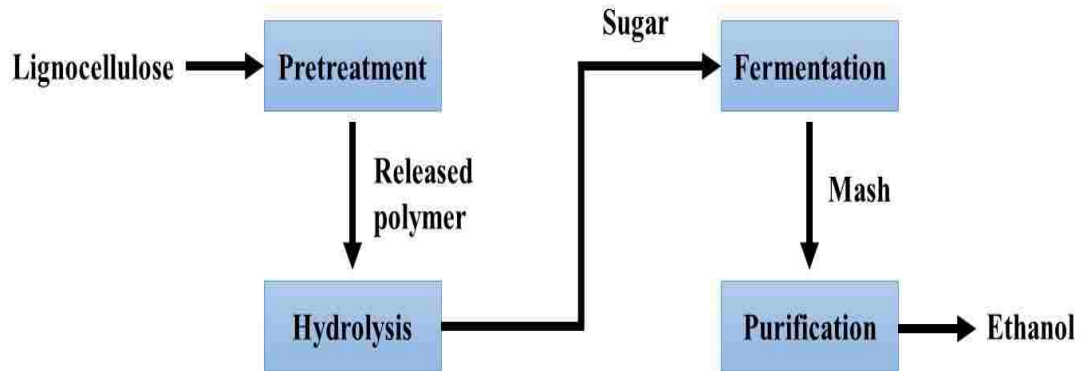 Lignocellulose
Pretreatment
Released
polymer
Hydrolysis
Sugar
Fermentation
Mash
Purification
Ethanol